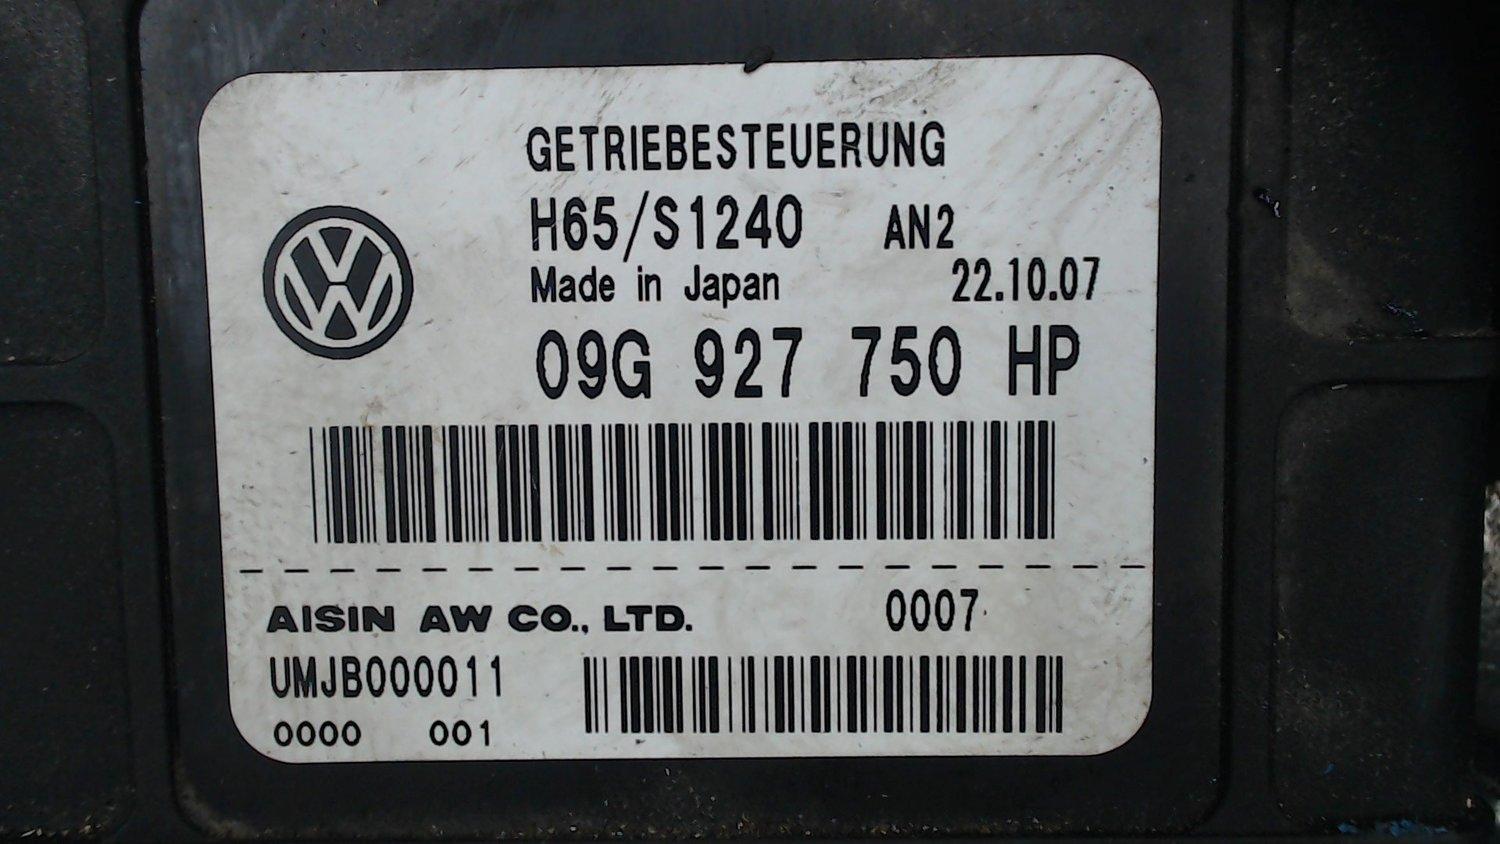 GETRIEBESTEUERUNG
H65/S1240 AN2
Made in Japan 22.10.07
09G 927 750 HP
AISIN AW CO., LTD. 0007
UMJB000011
0000 001